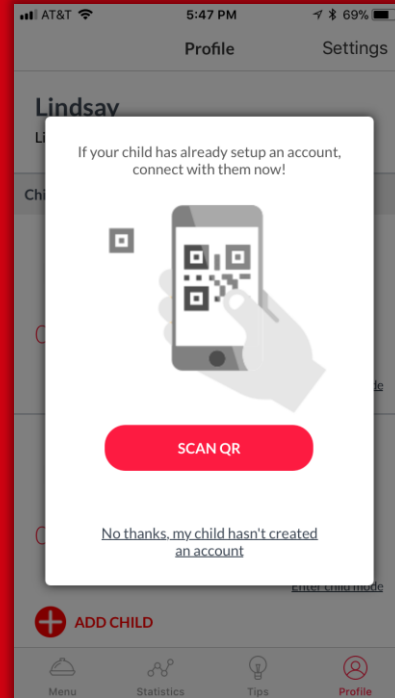 AT&T 5:47 PM 69%
Profile Settings
Lindsay
Li
If your child has already setup an account,
connect with them now!
Chi
SCAN QR
No thanks, my child hasn't created
an account
Enter child mode
ADD CHILD
Menu Statistics Tips Profile